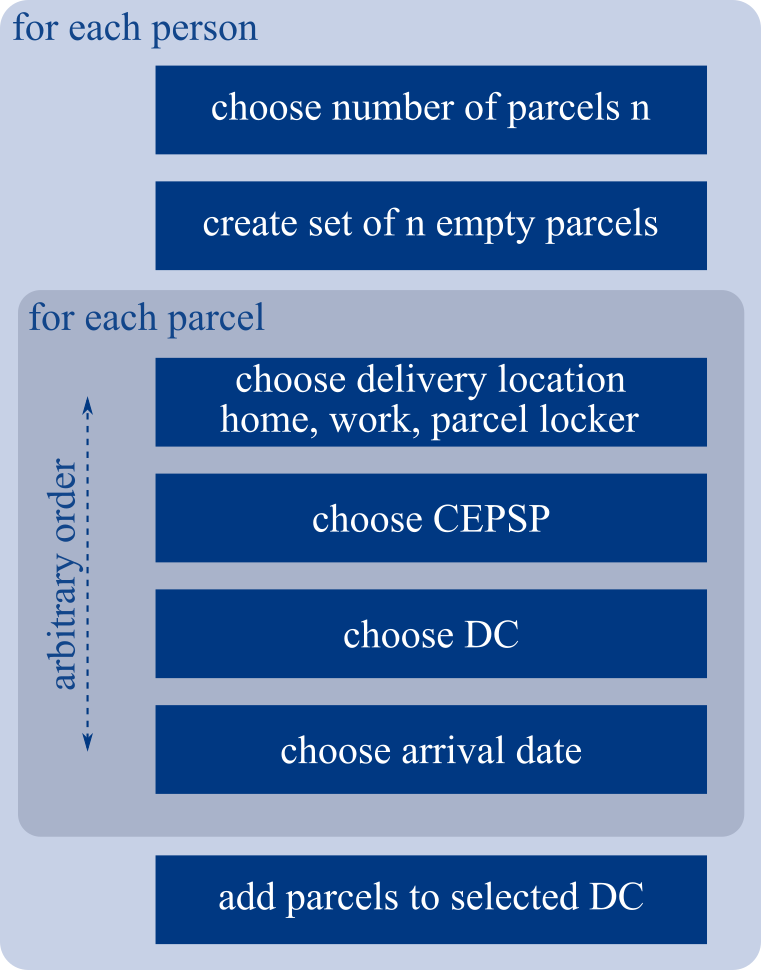 for each person
choose number of parcels n
create set of n empty parcels
for each parcel
choose delivery location
home, work, parcel locker
arbitrary order
choose CEPSP
choose DC
choose arrival date
add parcels to selected DC